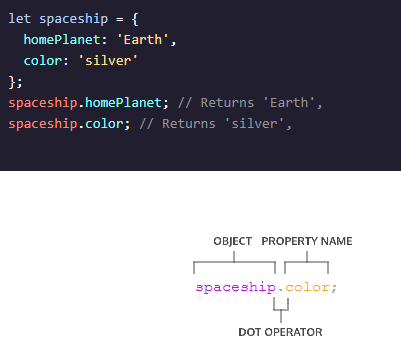 let spaceship = {
  homePlanet: 'Earth',
  color: 'silver'
};
spaceship.homePlanet; // Returns 'Earth',
spaceship.color; // Returns 'silver',
OBJECT PROPERTY NAME
spaceship.color;
DOT OPERATOR